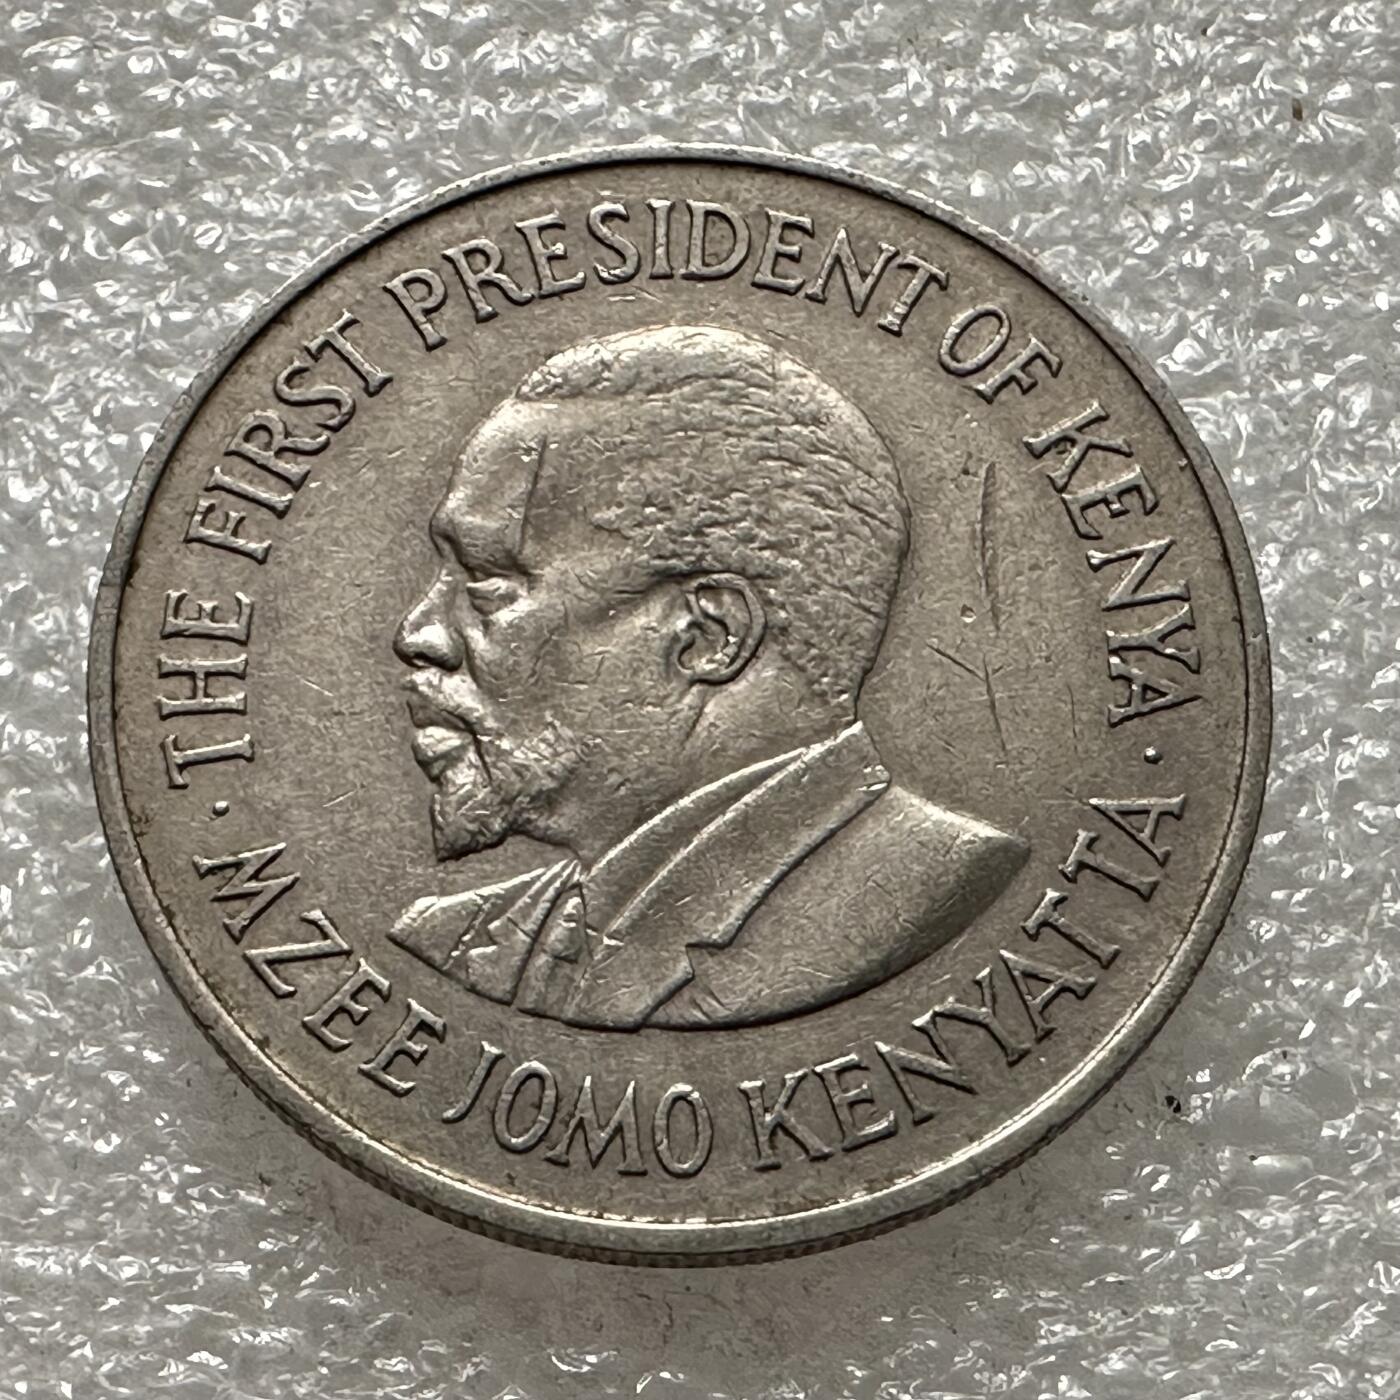 · THE FIRST PRESIDENT OF KENYA ·
MZEE JOMO KENYATTA